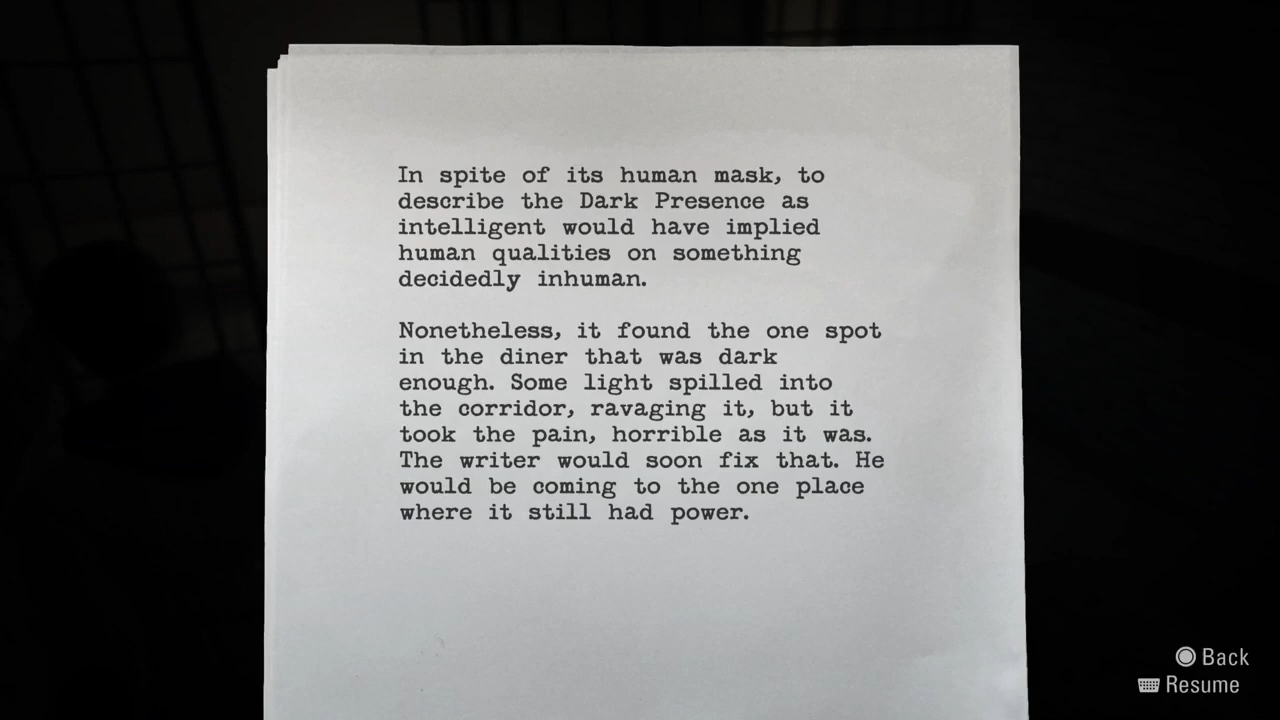 In spite of its human mask, to
describe the Dark Presence as
intelligent would have implied
human qualities on something
decidedly inhuman.
Nonetheless, it found the one spot
in the diner that was dark
enough. Some light spilled into
the corridor, ravaging it, but it
took the pain, horrible as it was.
The writer would soon fix that. He
would be coming to the one place
where it still had power.
Back
Resume